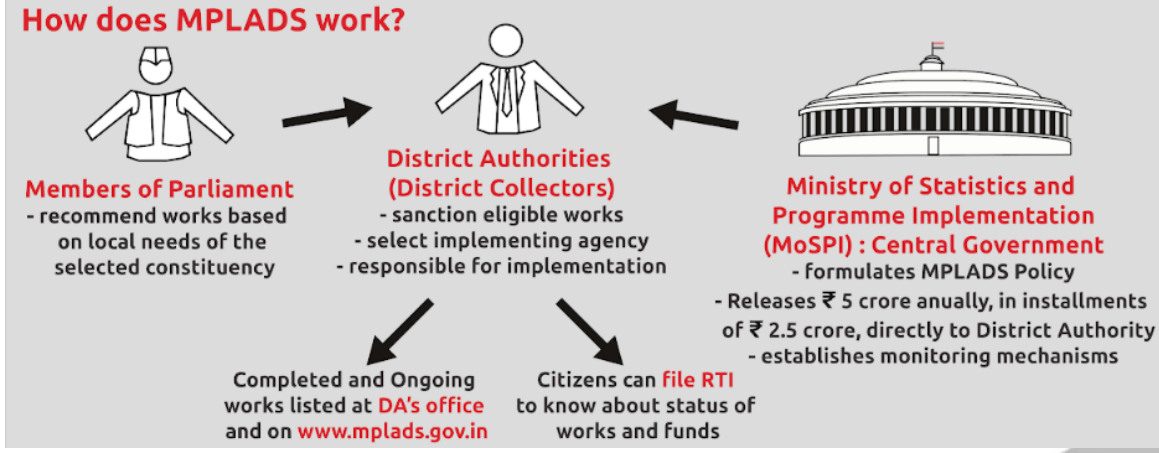 How does MPLADS work?
Members of Parliament
- recommend works based
on local needs of the
selected constituency
District Authorities
(District Collectors)
- sanction eligible works
- select implementing agency
- responsible for implementation
Ministry of Statistics and
Programme Implementation
(MoSPI) : Central Government
- formulates MPLADS Policy
- Releases ₹ 5 crore anually, in installments
of ₹ 2.5 crore, directly to District Authority
- establishes monitoring mechanisms
Completed and Ongoing
works listed at DA's office
and on www.mplads.gov.in
Citizens can file RTI
to know about status of
works and funds